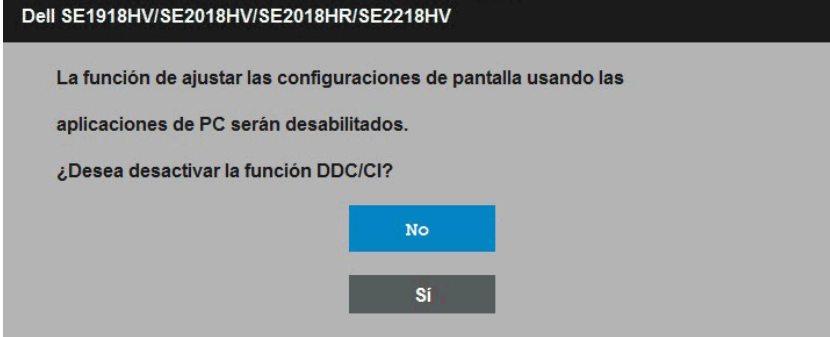 Dell SE1918HV/SE2018HV/SE2018HR/SE2218HV
La función de ajustar las configuraciones de pantalla usando las
aplicaciones de PC serán desabilitados.
¿Desea desactivar la función DDC/CI?
No
Sí